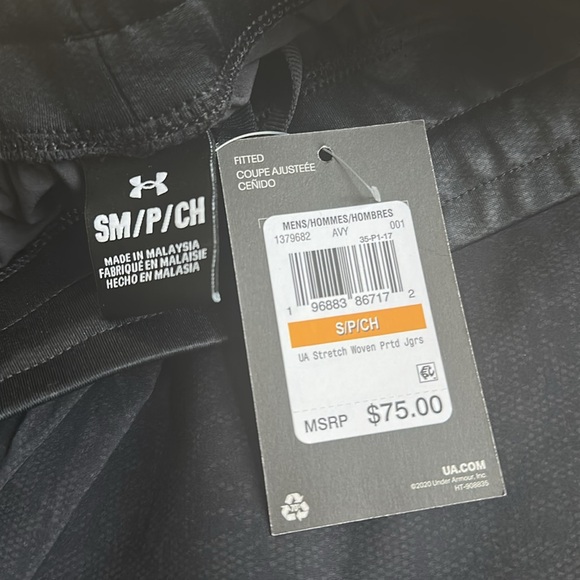 SM/P/CH
MADE IN MALAYSIA
FABRIQUÉ EN MALAISIE
HECHO EN MALASIA
FITTED
COUPE AJUSTEÉE
CEÑIDO
MENS/HOMMES/HOMBRES
1379682 AVY 001
35-P1-17
1 96883 86717 2
S/P/CH
UA Stretch Woven Prtd Jgrs
MSRP $75.00
UA.COM
©2020 Under Armour, Inc.
HT-908835